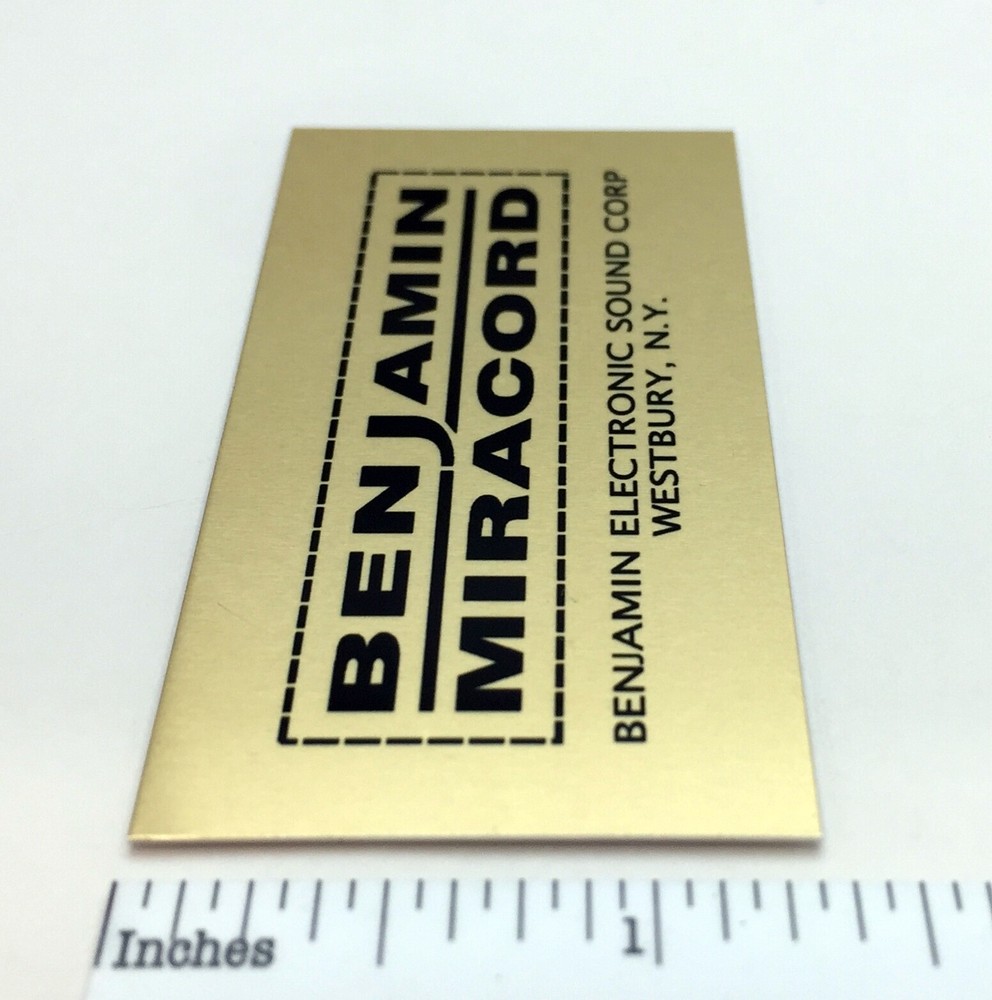 BENJAMIN
MIRACORD
BENJAMIN ELECTRONIC SOUND CORP
WESTBURY, N.Y.
Inches
1